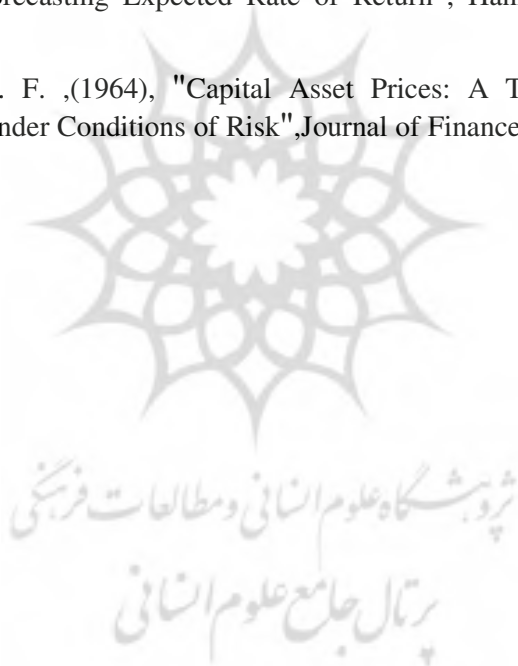 orecasting Expected Rate of Return , Ham
. F. ,(1964), "Capital Asset Prices: A T
nder Conditions of Risk",Journal of Finance
پژوهشگاه علوم انسانی و مطالعات فرهنگی
پرتال جامع علوم انسانی